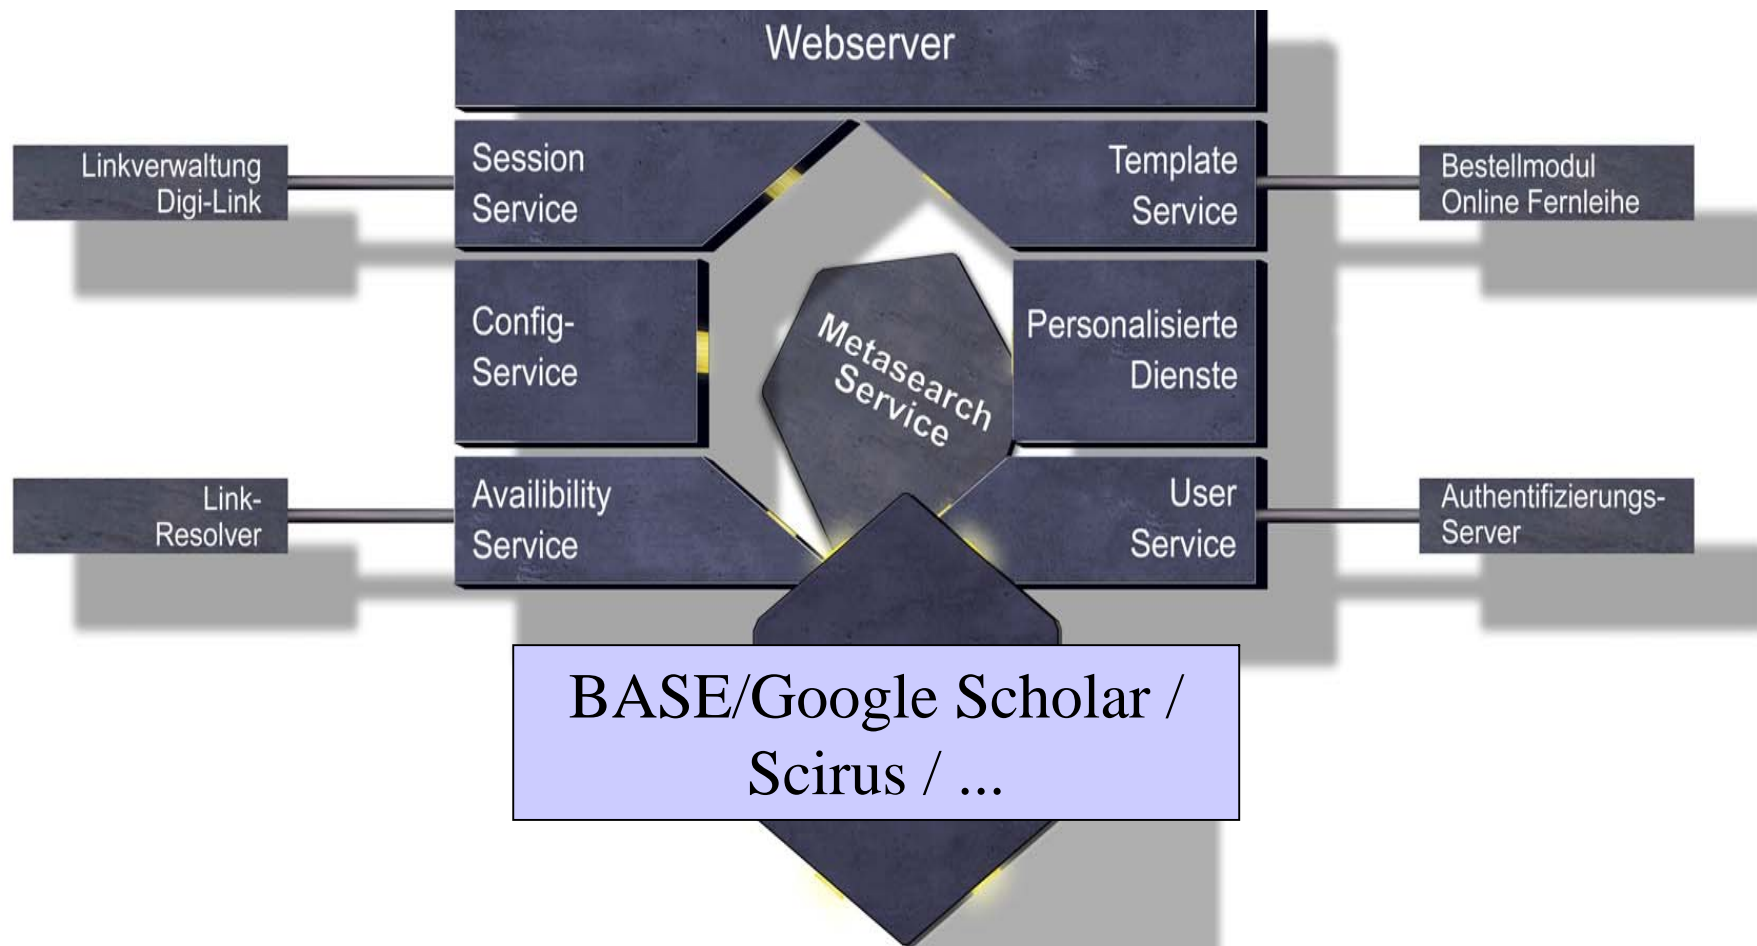 Webserver
Linkverwaltung
Digi-Link
Session
Service
Template
Service
Bestellmodul
Online Fernleihe
Config-
Service
Metasearch
Service
Personalisierte
Dienste
Link-
Resolver
Availibility
Service
User
Service
Authentifizierungs-
Server
BASE/Google Scholar /
Scirus / ...